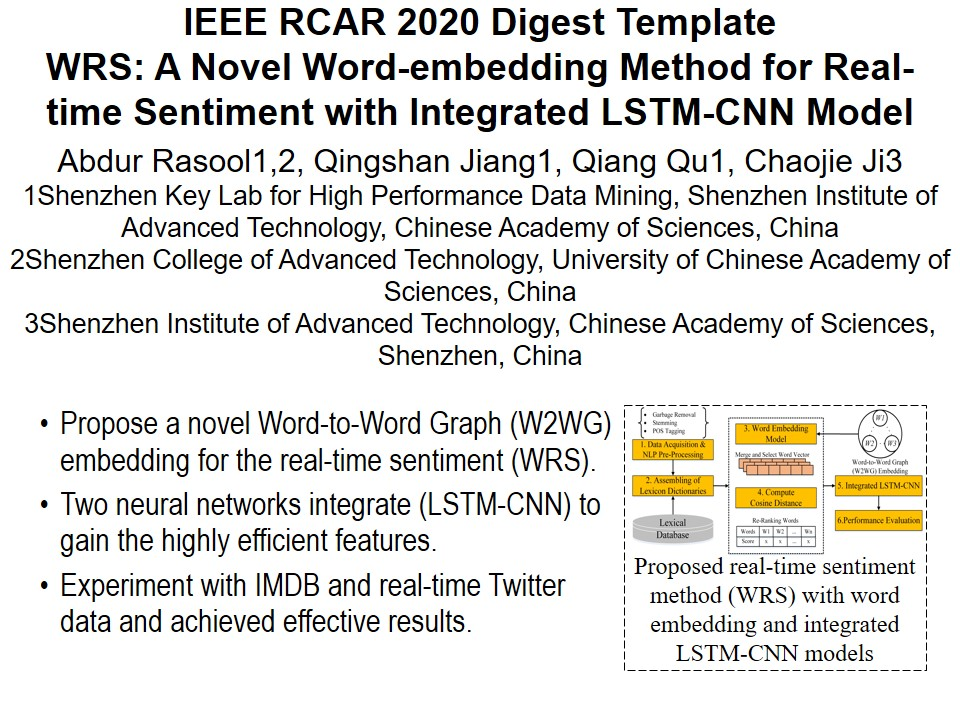 IEEE RCAR 2020 Digest Template
WRS: A Novel Word-embedding Method for Real-
time Sentiment with Integrated LSTM-CNN Model
Abdur Rasool1,2, Qingshan Jiang1, Qiang Qu1, Chaojie Ji3
1Shenzhen Key Lab for High Performance Data Mining, Shenzhen Institute of
Advanced Technology, Chinese Academy of Sciences, China
2Shenzhen College of Advanced Technology, University of Chinese Academy of
Sciences, China
3Shenzhen Institute of Advanced Technology, Chinese Academy of Sciences,
Shenzhen, China
• Propose a novel Word-to-Word Graph (W2WG)
embedding for the real-time sentiment (WRS).
• Two neural networks integrate (LSTM-CNN) to
gain the highly efficient features.
• Experiment with IMDB and real-time Twitter
data and achieved effective results.
• Garbage Removal
• Stemming
• POS Tagging
1. Data Acquisition &
NLP Pre-Processing
2. Assembling of
Lexicon Dictionaries
Lexical
Database
3. Word Embedding
Model
Merge and Select Word Vector
4. Compute
Cosine Distance
Re-Ranking Words
Words W1 W2 ... Wn
Score x x ... x
W1
W2 W3
Word-to-Word Graph
(W2WG) Embedding
5. Integrated LSTM-CNN
6.Performance Evaluation
Proposed real-time sentiment
method (WRS) with word
embedding and integrated
LSTM-CNN models